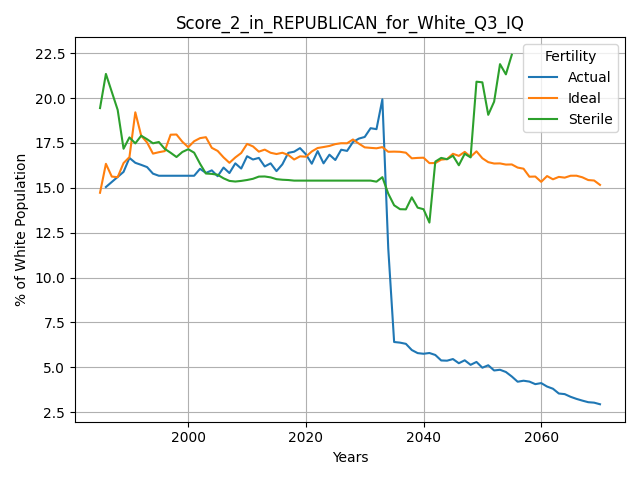 Score_2_in_REPUBLICAN_for_White_Q3_IQ
% of White Population
22.5
20.0
17.5
15.0
12.5
10.0
7.5
5.0
2.5
Fertility
Actual
Ideal
Sterile
2000
2020
2040
2060
Years